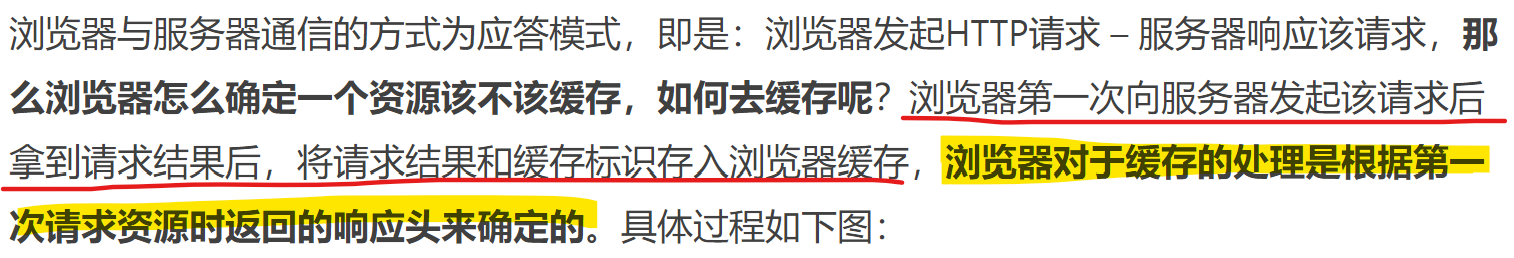 浏览器与服务器通信的方式为应答模式，即是：浏览器发起HTTP请求 – 服务器响应该请求，那
么浏览器怎么确定一个资源该不该缓存，如何去缓存呢？浏览器第一次向服务器发起该请求后
拿到请求结果后，将请求结果和缓存标识存入浏览器缓存，浏览器对于缓存的处理是根据第一
次请求资源时返回的响应头来确定的。具体过程如下图：